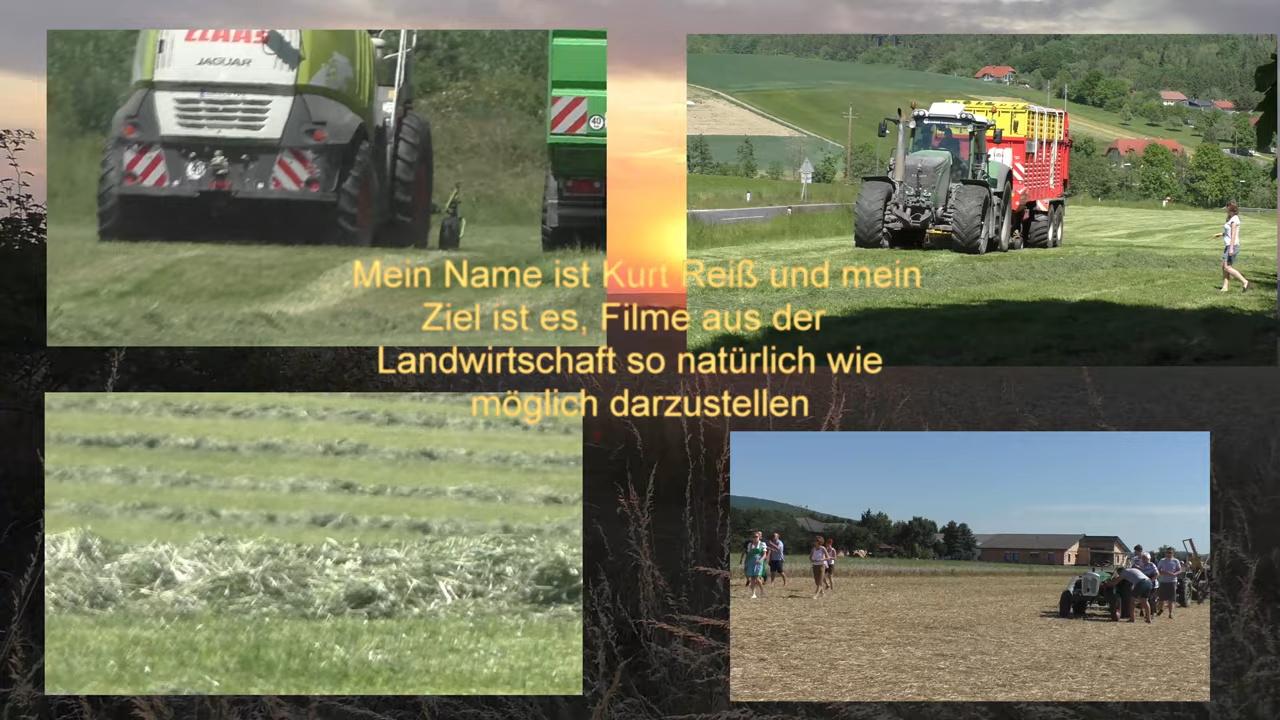 CLAAS
JAGUAR
40
Mein Name ist Kurt Reiß und mein
Ziel ist es, Filme aus der
Landwirtschaft so natürlich wie
möglich darzustellen